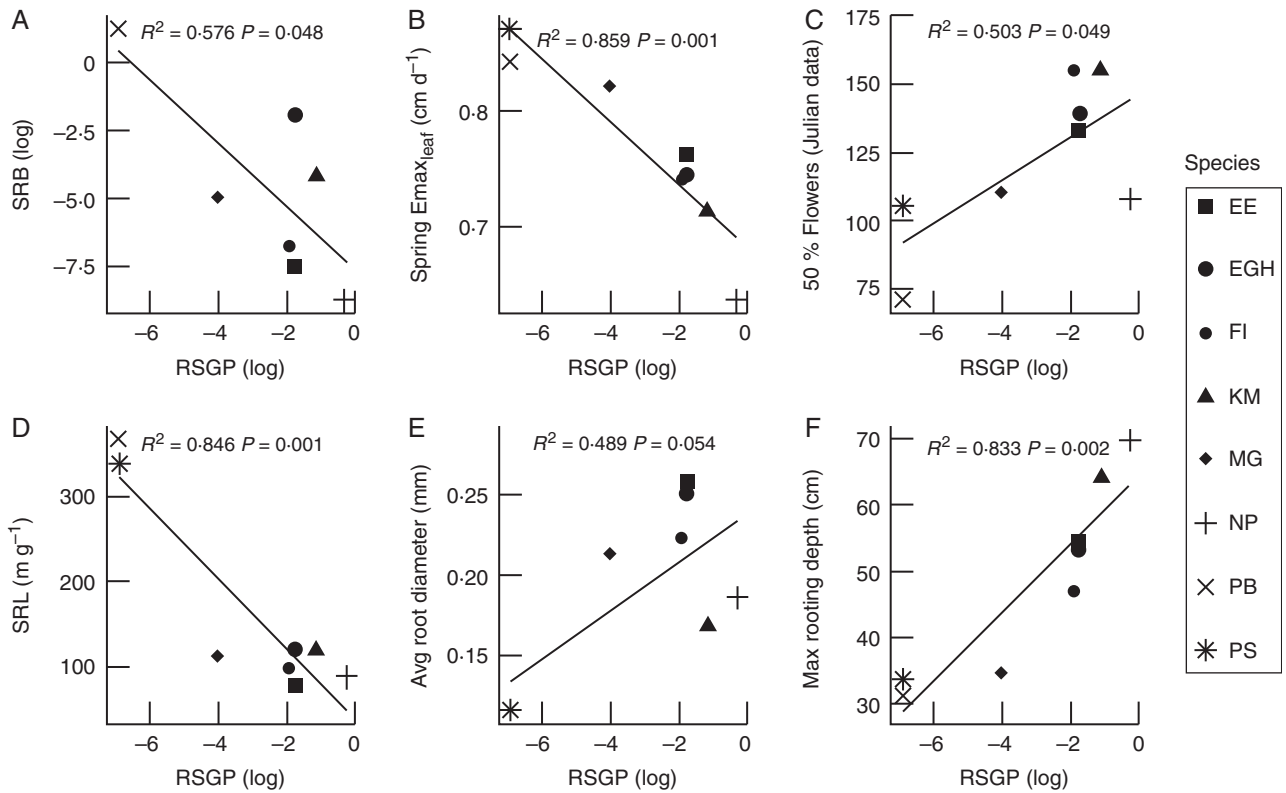 A
R² = 0·576 P = 0·048
0
−2.5
−5.0
−7.5
SRB (log)
−6
−4
−2
0
RSGP (log)
B
R² = 0·859 P = 0·001
0·8
0·7
Spring Emax_leaf (cm d⁻¹)
−6
−4
−2
0
RSGP (log)
C
R² = 0·503 P = 0·049
175
150
125
100
75
50 % Flowers (Julian data)
−6
−4
−2
0
RSGP (log)
D
R² = 0·846 P = 0·001
300
200
100
SRL (m g⁻¹)
−6
−4
−2
0
RSGP (log)
E
R² = 0·489 P = 0·054
0·25
0·20
0·15
Avg root diameter (mm)
−6
−4
−2
0
RSGP (log)
F
R² = 0·833 P = 0·002
70
60
50
40
30
Max rooting depth (cm)
−6
−4
−2
0
RSGP (log)
Species
EE
EGH
FI
KM
MG
NP
PB
PS